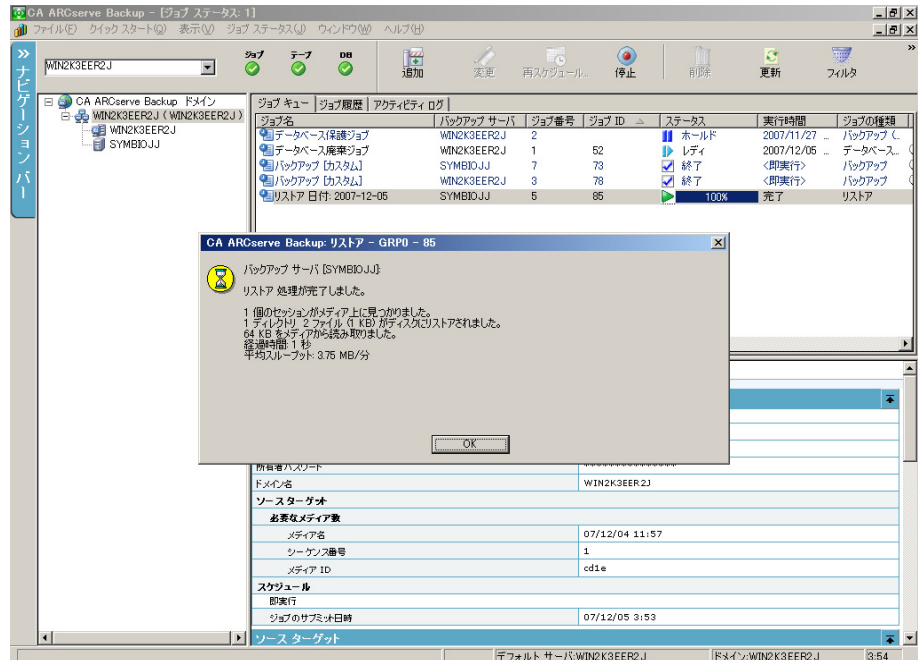 CA ARCserve Backup - [ジョブ ステータス: 1]
ファイル(F) クイック スタート(Q) 表示(V) ジョブ ステータス(J) ウィンドウ(W) ヘルプ(H)
ナビゲーション バー
WIN2K3EER2J
ジョブ テープ DB
追加 変更 再スケジュール... 停止 削除 更新 フィルタ
CA ARCserve Backup ドメイン
WIN2K3EER2J ( WIN2K3EER2J )
WIN2K3EER2J
SYMBIOJJ
ジョブ キュー ジョブ履歴 アクティビティ ログ
ジョブ名 バックアップ サーバ ジョブ番号 ジョブ ID ステータス 実行時間 ジョブの種類
データベース保護ジョブ WIN2K3EER2J 2 ホールド 2007/11/27 ... バックアップ (..
データベース廃棄ジョブ WIN2K3EER2J 1 52 レディ 2007/12/05 ... データベース...
バックアップ [カスタム] SYMBIOJJ 7 73 終了 <即実行> バックアップ
バックアップ [カスタム] WIN2K3EER2J 3 78 終了 <即実行> バックアップ
リストア 日付: 2007-12-05 SYMBIOJJ 5 85 100% 完了 リストア
CA ARCserve Backup: リストア - GRP0 - 85
バックアップ サーバ [SYMBIOJJ]:
リストア 処理が完了しました。
1 個のセッションがメディア上に見つかりました。
1 ディレクトリ 2 ファイル (1 KB) がディスクにリストアされました。
64 KB をメディアから読み取りました。
経過時間: 1 秒
平均スループット: 3.75 MB/分
OK
所有者パスワード ****************
ドメイン名 WIN2K3EER2J
ソース ターゲット
必要なメディア数
メディア名 07/12/04 11:57
シーケンス番号 1
メディア ID cd1e
スケジュール
即実行
ジョブのサブミット日時 07/12/05 3:53
ソース ターゲット
デフォルト サーバ:WIN2K3EER2J ドメイン:WIN2K3EER2J 3:54